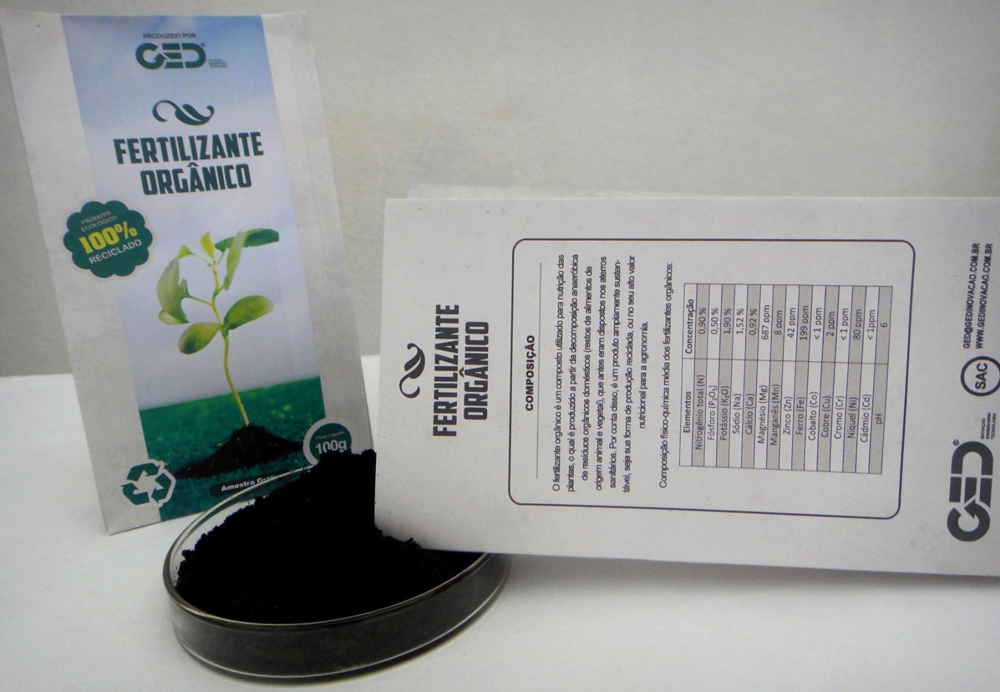 PRODUZIDO POR
GED®
FERTILIZANTE
ORGÂNICO
PRODUTO
ECOLÓGICO
100%
RECICLADO
Peso Líquido
100g
Amostra Grátis
FERTILIZANTE
ORGÂNICO
COMPOSIÇÃO
O fertilizante orgânico é um composto utilizado para nutrição das
plantas, o qual é produzido a partir da decomposição anaeróbica
de resíduos orgânicos domésticos (restos de alimentos de
origem animal e vegetal), que antes eram dispostos nos aterros
sanitários. Por conta disso, é um produto amplamente susten-
tável, seja sua forma de produção reciclada, ou no seu alto valor
nutricional para a agronomia.
Composição físico-química média dos fertilizantes orgânicos:
Elementos Concentração
Nitrogênio total (N) 0,90 %
Fósforo (P₂O₅) 0,50 %
Potássio (K₂O) 1,90 %
Sódio (Na) 1,52 %
Cálcio (Ca) 0,92 %
Magnésio (Mg) 687 ppm
Manganês (Mn) 8 ppm
Zinco (Zn) 42 ppm
Ferro (Fe) 199 ppm
Cobalto (Co) < 1 ppm
Cobre (Cu) 2 ppm
Cromo (Cr) < 1 ppm
Níquel (Ni) 80 ppm
Cádmio (Cd) < 1ppm
pH 6
GED®
INOVAÇÃO
ENGENHARIA
TECNOLOGIA
SAC
GED@GEDINOVACAO.COM.BR
WWW.GEDINOVACAO.COM.BR